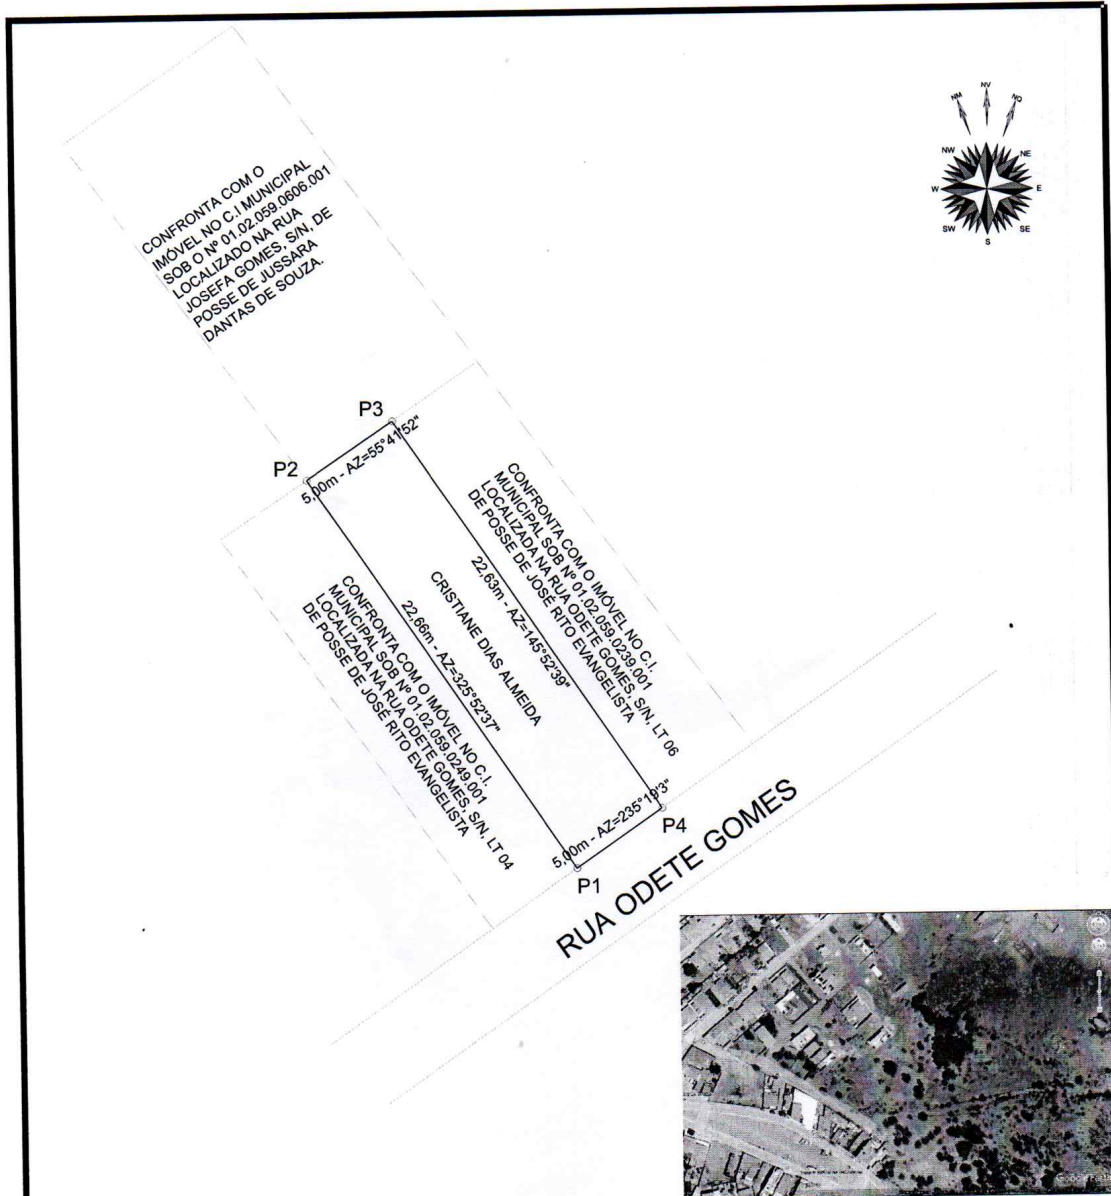 NM
NV
NQ
NW
NE
W
E
SW
SE
S
CONFRONTA COM O
IMÓVEL NO C.I MUNICIPAL
SOB O Nº 01.02.059.0606.001
LOCALIZADO NA RUA
JOSEFA GOMES, S/N, DE
POSSE DE JUSSARA
DANTAS DE SOUZA.
P3
P2
5,00m - AZ=55°41'52"
CONFRONTA COM O IMÓVEL NO C.I.
MUNICIPAL SOB Nº 01.02.059.0239.001
LOCALIZADA NA RUA ODETE GOMES, S/N, LT 06
DE POSSE DE JOSÉ RITO EVANGELISTA
22,63m - AZ=145°52'39"
CRISTIANE DIAS ALMEIDA
22,66m - AZ=325°52'37"
CONFRONTA COM O IMÓVEL NO C.I.
MUNICIPAL SOB Nº 01.02.059.0249.001
LOCALIZADA NA RUA ODETE GOMES, S/N, LT 04
DE POSSE DE JOSÉ RITO EVANGELISTA
5,00m - AZ=235°19'3"
P4
P1
RUA ODETE GOMES